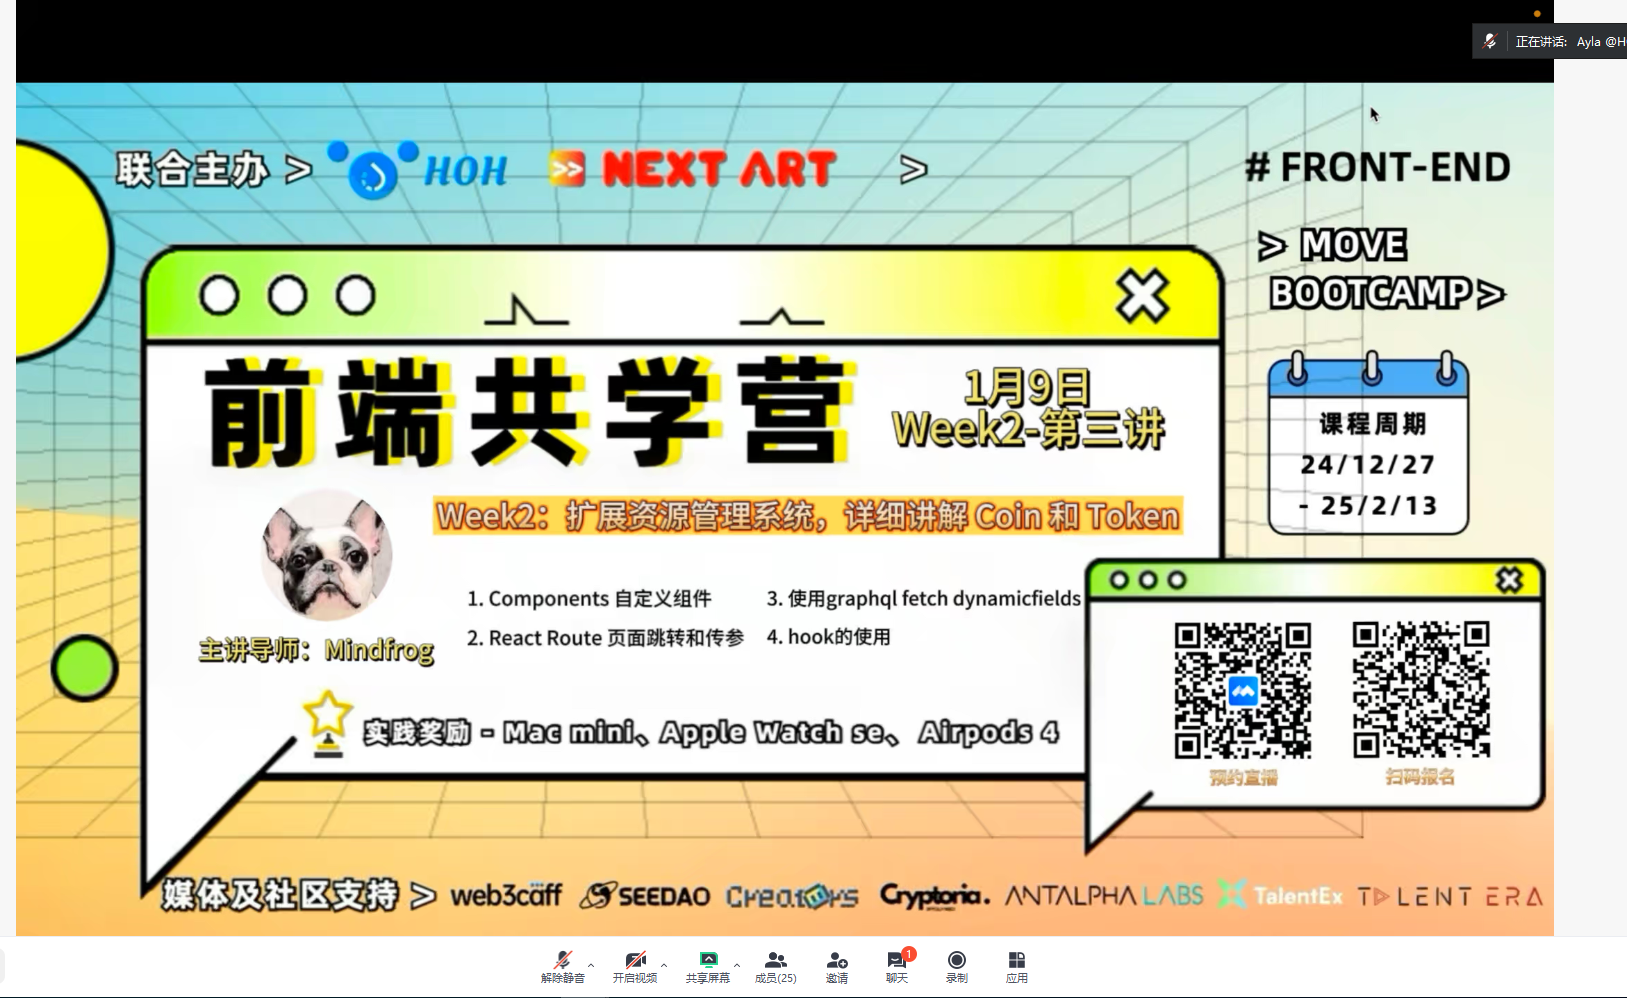 正在讲话: Ayla @H
联合主办 > HOH NEXT ART >
# FRONT-END
> MOVE
BOOTCAMP >
前端共学营
1月9日
Week2-第三讲
课程周期
24/12/27
- 25/2/13
Week2：扩展资源管理系统，详细讲解 Coin 和 Token
1. Components 自定义组件
2. React Route 页面跳转和传参
3. 使用graphql fetch dynamicfields
4. hook的使用
主讲导师：Mindfrog
实践奖励 - Mac mini、Apple Watch se、 Airpods 4
预约直播
扫码报名
媒体及社区支持 > web3caff SEEDAO Creators Cryptoria. ANTALPHA LABS TalentEx TALENT ERA
解除静音
开启视频
共享屏幕
成员(25)
邀请
聊天
1
录制
应用